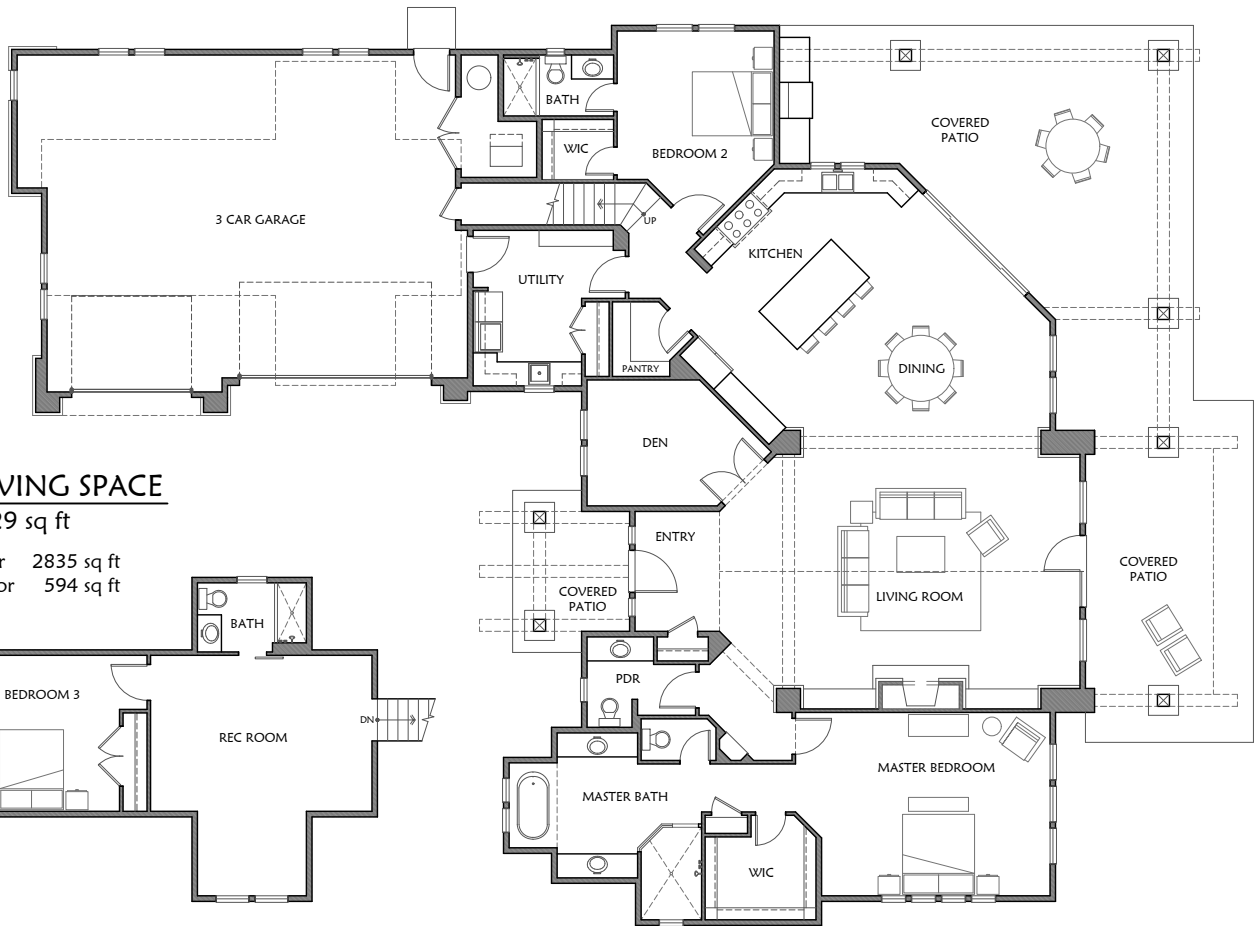 BATH
COVERED
PATIO
WIC
BEDROOM 2
3 CAR GARAGE
UP
KITCHEN
UTILITY
PANTRY
DINING
DEN
VING SPACE
29 sq ft
r 2835 sq ft
or 594 sq ft
ENTRY
COVERED
PATIO
LIVING ROOM
COVERED
PATIO
BATH
PDR
BEDROOM 3
DN
REC ROOM
MASTER BEDROOM
MASTER BATH
WIC